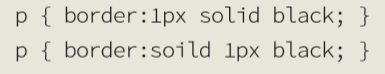 p { border:1px solid black; }
p { border:soild 1px black; }